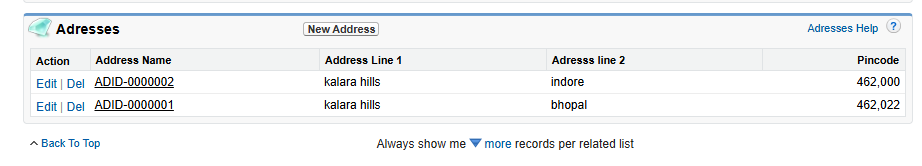 Adresses New Address Adresses Help ?
Action Address Name Address Line 1 Adresss line 2 Pincode
Edit | Del ADID-0000002 kalara hills indore 462,000
Edit | Del ADID-0000001 kalara hills bhopal 462,022
Back To Top Always show me more records per related list